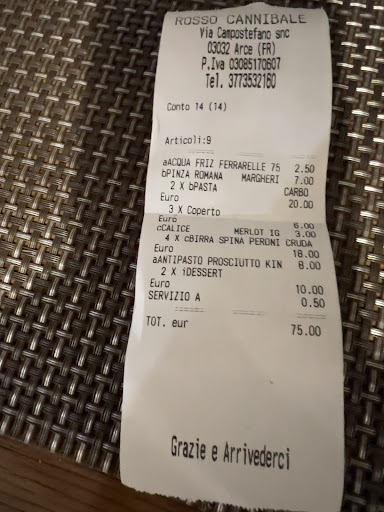 ROSSO CANNIBALE
Via Campostefano snc
03032 Arce (FR)
P.Iva 03085170607
Tel. 3773532160
Conto 14 (14)
Articoli:9
aACQUA FRIZ FERRARELLE 75 2.50
bPINZA ROMANA MARGHERI 7.00
2 X bPASTA CARBO
Euro 20.00
3 X Coperto
Euro 6.00
cCALICE MERLOT IG 3.00
4 X cBIRRA SPINA PERONI CRUDA
Euro 18.00
aANTIPASTO PROSCIUTTO KIN 8.00
2 X iDESSERT
Euro 10.00
SERVIZIO A 0.50
TOT. eur 75.00
Grazie e Arrivederci